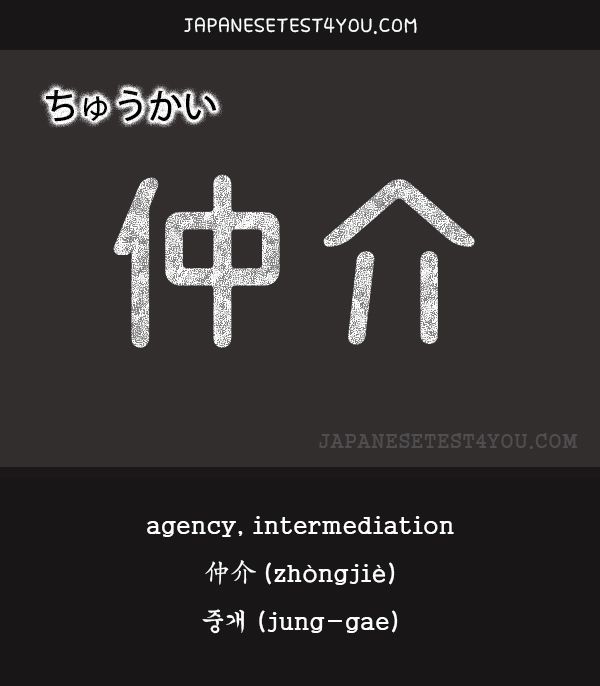 JAPANESETEST4YOU.COM
ちゅうかい
仲介
JAPANESETEST4YOU.COM
agency, intermediation
仲介 (zhòngjiè)
중개 (jung-gae)